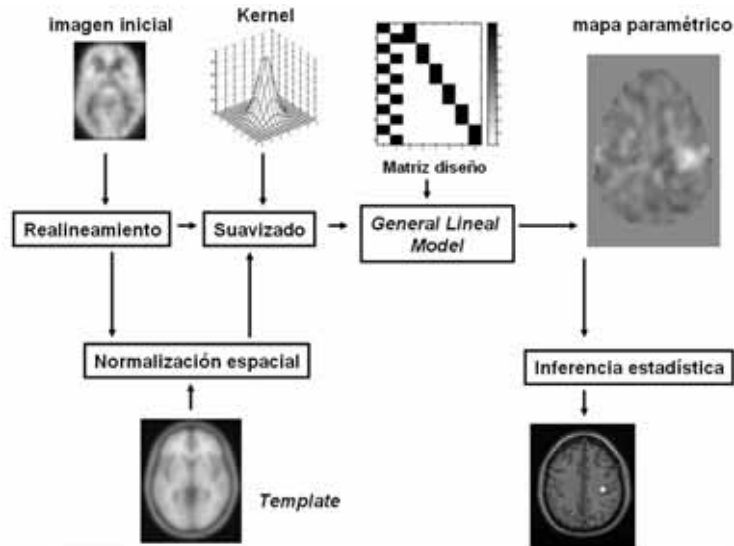 imagen inicial
Kernel
mapa paramétrico
Matriz diseño
Realineamiento
Suavizado
General Lineal
Model
Normalización espacial
Inferencia estadística
Template